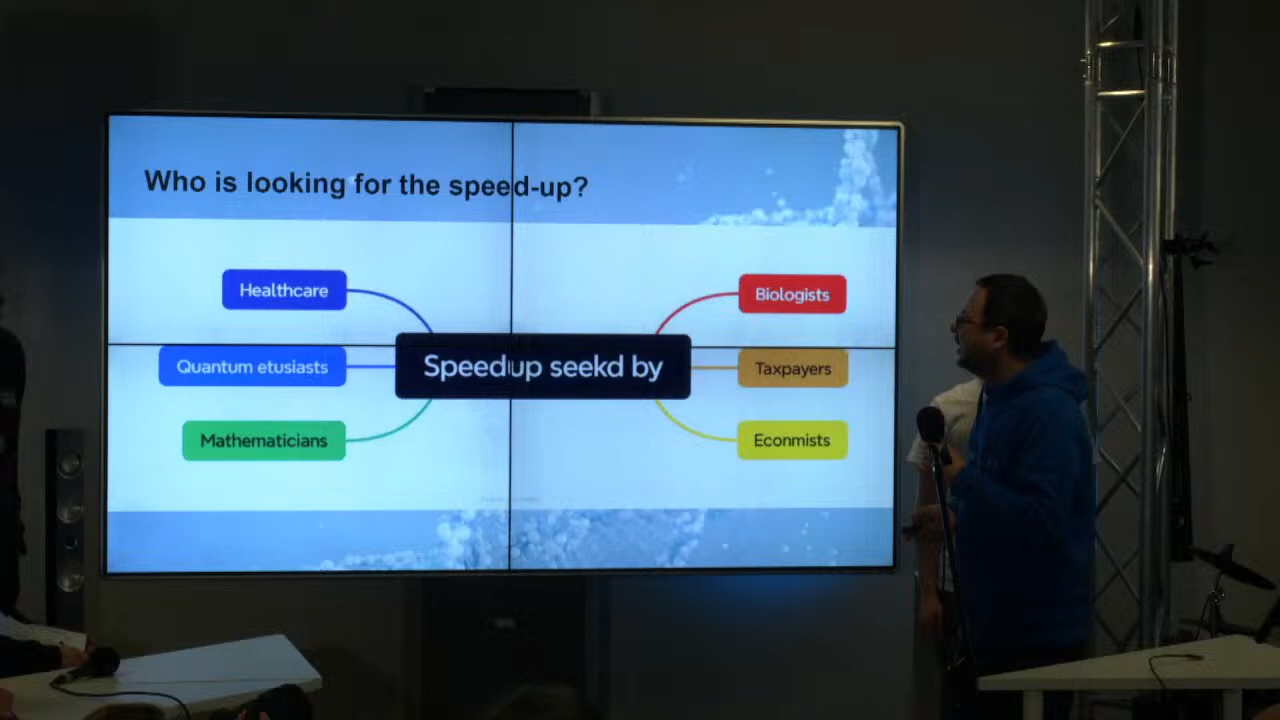 Who is looking for the speed-up?
Healthcare
Biologists
Speedup seekd by
Quantum etusiasts
Taxpayers
Mathematicians
Econmists